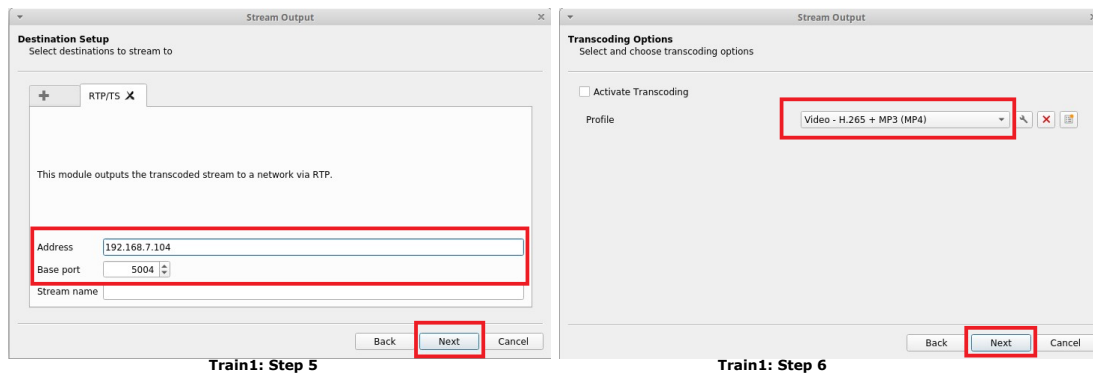 Stream Output
Destination Setup
Select destinations to stream to
RTP/TS
This module outputs the transcoded stream to a network via RTP.
Address 192.168.7.104
Base port 5004
Stream name
Back Next Cancel
Train1: Step 5
Stream Output
Transcoding Options
Select and choose transcoding options
Activate Transcoding
Profile Video - H.265 + MP3 (MP4)
Back Next Cancel
Train1: Step 6